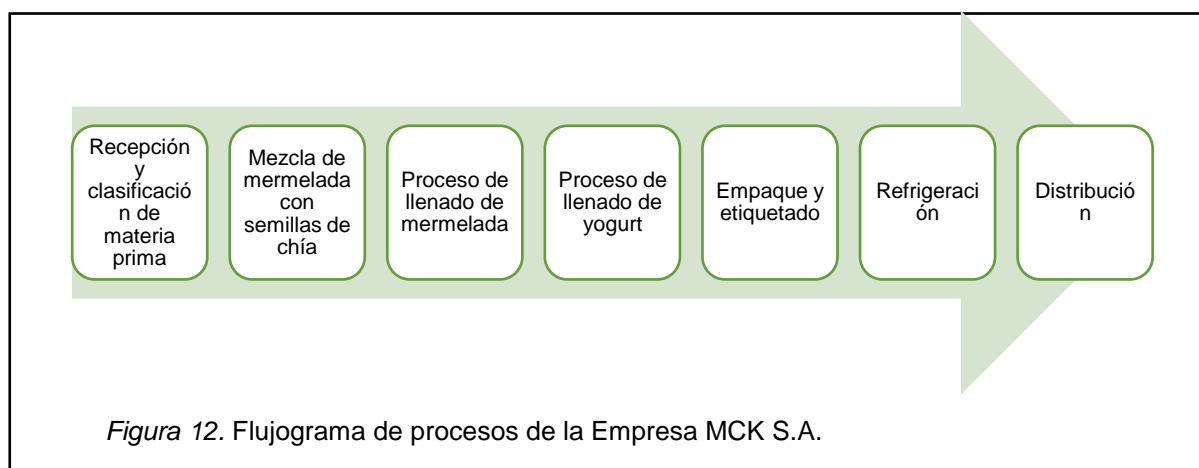 Recepción
y
clasificació
n de
materia
prima
Mezcla de
mermelada
con
semillas de
chía
Proceso de
llenado de
mermelada
Proceso de
llenado de
yogurt
Empaque y
etiquetado
Refrigeraci
ón
Distribució
n
Figura 12. Flujograma de procesos de la Empresa MCK S.A.